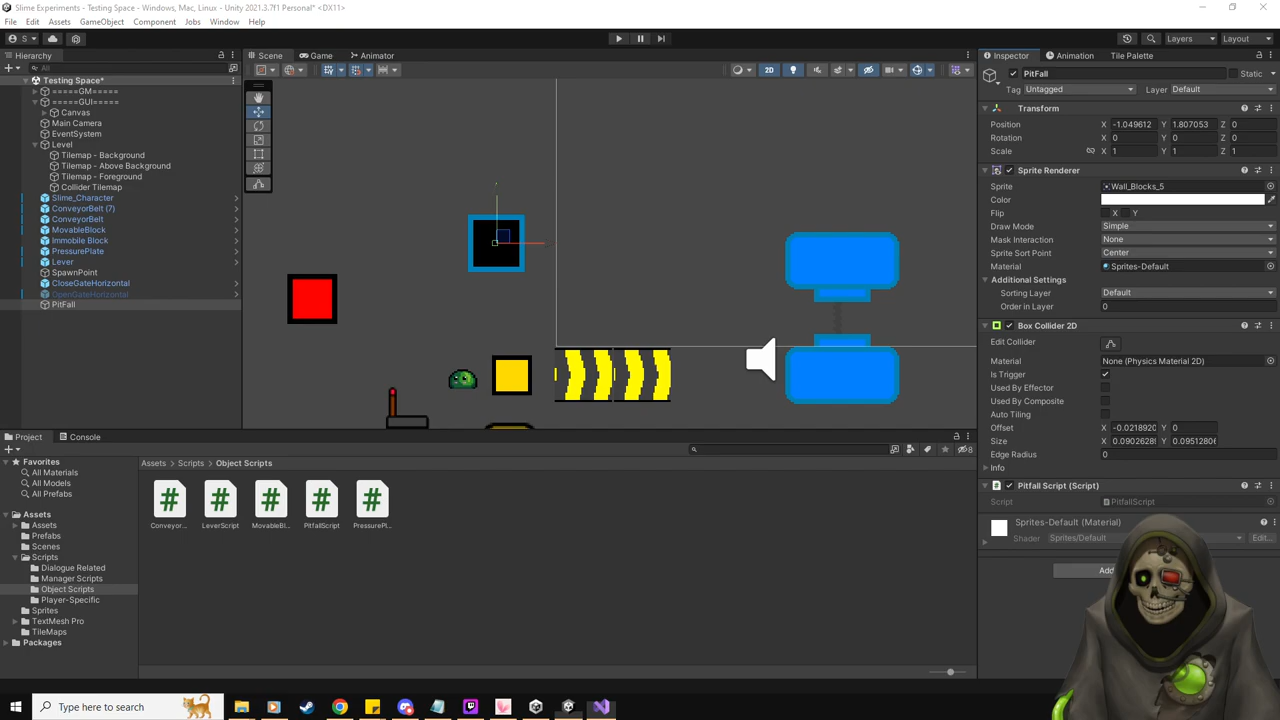 Slime Experiments - Windows, Mac, Linux - Unity 2021.3.7f1 Personal* <DX11>
File Edit Assets GameObject Component Jobs Window Help
S Layers Layout
Hierarchy
All
Testing Space*
=====GM=====
=====GUI=====
Canvas
Main Camera
EventSystem
Level
Tilemap - Background
Tilemap - Above Background
Tilemap - Foreground
Collider Tilemap
Slime_Character
ConveyorBelt (7)
ConveyorBelt
MovableBlock
Immobile Block
PressurePlate
Lever
SpawnPoint
CloseGateHorizontal
OpenGateHorizontal
PitFall
Scene Game Animator
2D
Inspector Animation Tile Palette
PitFall Static
Tag Untagged Layer Default
Transform
Position X -1.049612 Y 1.807053 Z 0
Rotation X 0 Y 0 Z 0
Scale X 1 Y 1 Z 1
Sprite Renderer
Sprite Wall_Blocks_5
Color
Flip X Y
Draw Mode Simple
Mask Interaction None
Sprite Sort Point Center
Material Sprites-Default
Additional Settings
Sorting Layer Default
Order in Layer 0
Box Collider 2D
Edit Collider
Material None (Physics Material 2D)
Is Trigger
Used By Effector
Used By Composite
Auto Tiling
Offset X -0.0218920 Y 0
Size X 0.0902628 Y 0.0951280
Edge Radius 0
Info
Pitfall Script (Script)
Script PitfallScript
Sprites-Default (Material)
Shader Sprites/Default Edit...
Add
Project Console
8
Favorites
All Materials
All Models
All Prefabs
Assets
Assets
Prefabs
Scenes
Scripts
Dialogue Related
Manager Scripts
Object Scripts
Player-Specific
Sprites
TextMesh Pro
TileMaps
Packages
Assets > Scripts > Object Scripts
# # # # #
Conveyor... LeverScript MovableBl... PitfallScript PressurePl...
Type here to search